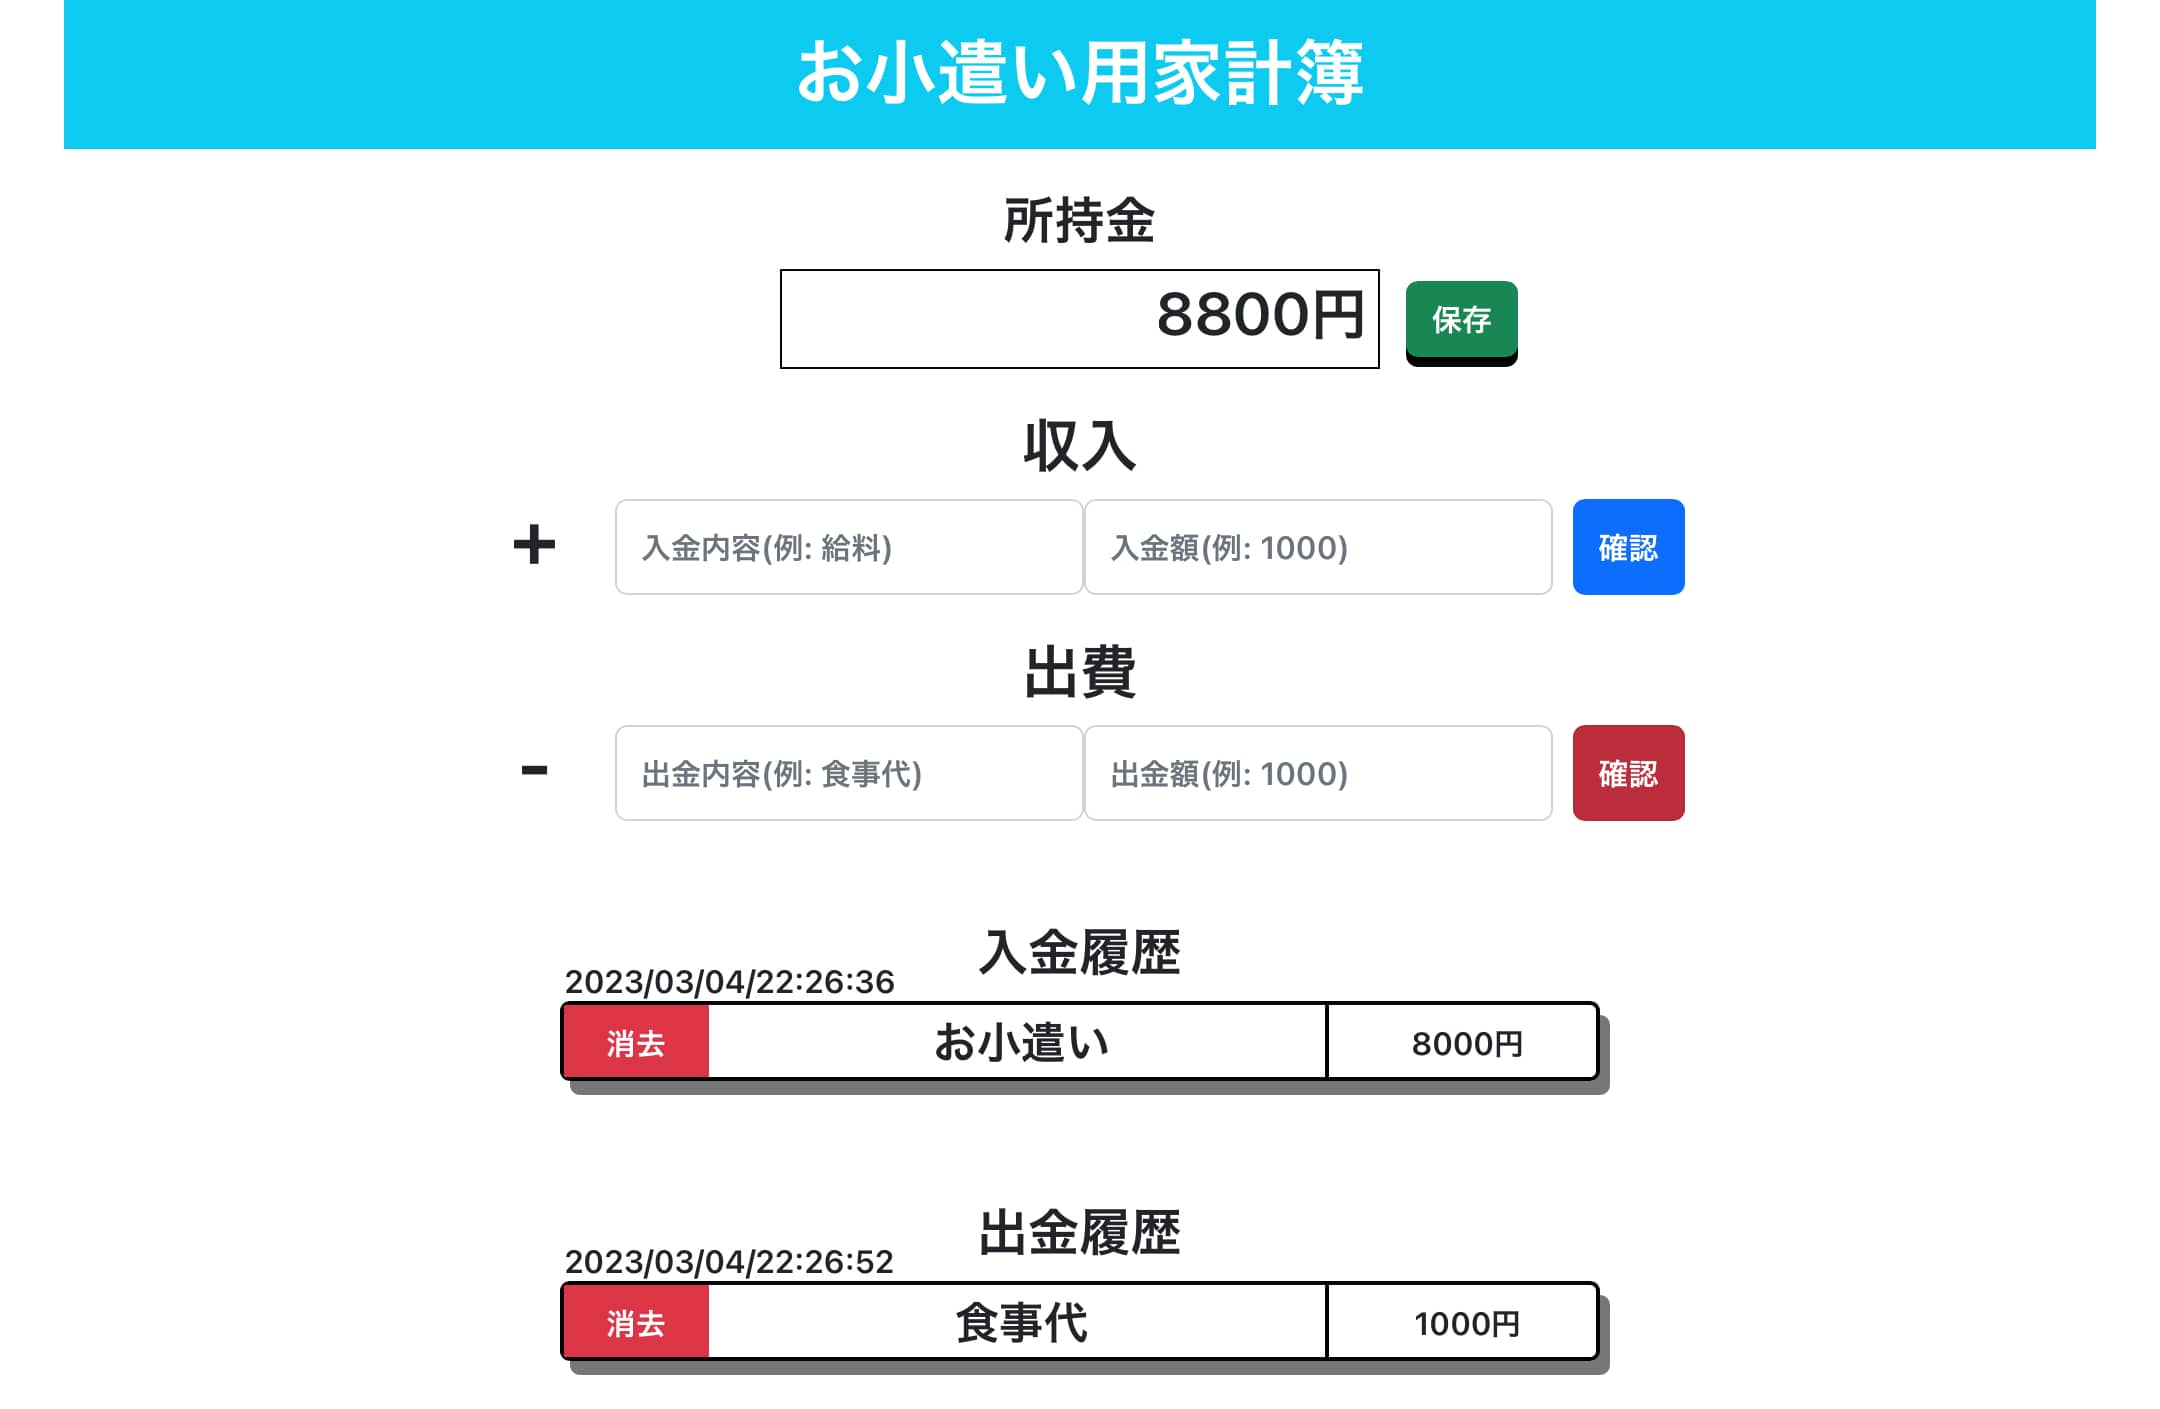 お小遣い用家計簿
所持金
8800円 保存
収入
+ 入金内容(例: 給料) 入金額(例: 1000) 確認
出費
- 出金内容(例: 食事代) 出金額(例: 1000) 確認
入金履歴
2023/03/04/22:26:36
消去 お小遣い 8000円
出金履歴
2023/03/04/22:26:52
消去 食事代 1000円